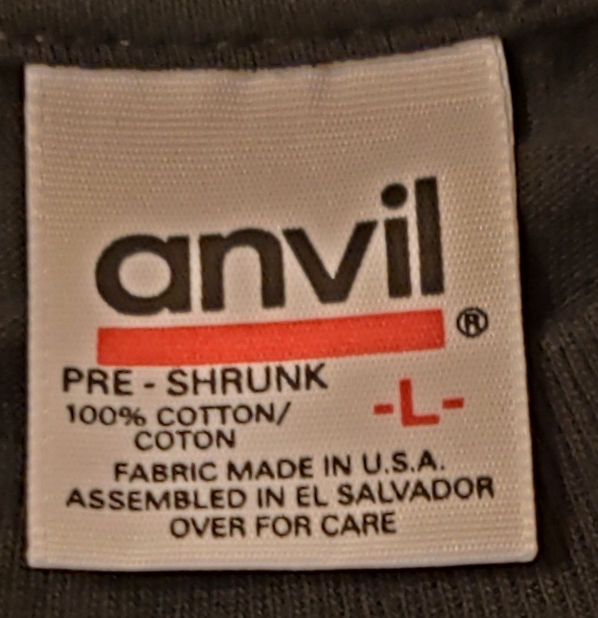 anvil®
PRE - SHRUNK
-L-
100% COTTON/
COTON
FABRIC MADE IN U.S.A.
ASSEMBLED IN EL SALVADOR
OVER FOR CARE